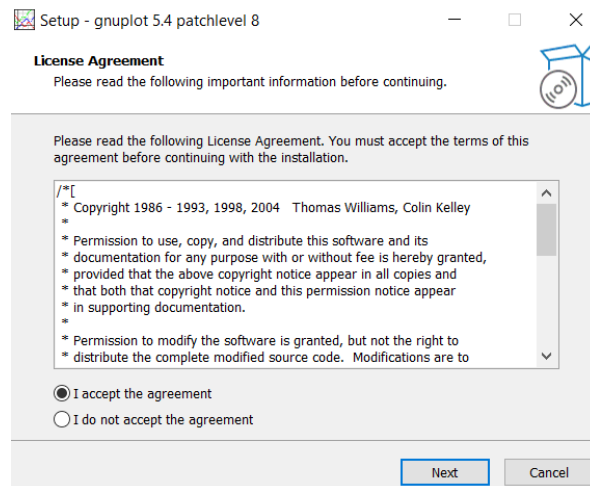 Setup - gnuplot 5.4 patchlevel 8
License Agreement
Please read the following important information before continuing.
Please read the following License Agreement. You must accept the terms of this
agreement before continuing with the installation.
/*[
* Copyright 1986 - 1993, 1998, 2004   Thomas Williams, Colin Kelley
*
* Permission to use, copy, and distribute this software and its
* documentation for any purpose with or without fee is hereby granted,
* provided that the above copyright notice appear in all copies and
* that both that copyright notice and this permission notice appear
* in supporting documentation.
*
* Permission to modify the software is granted, but not the right to
* distribute the complete modified source code.  Modifications are to
I accept the agreement
I do not accept the agreement
Next
Cancel